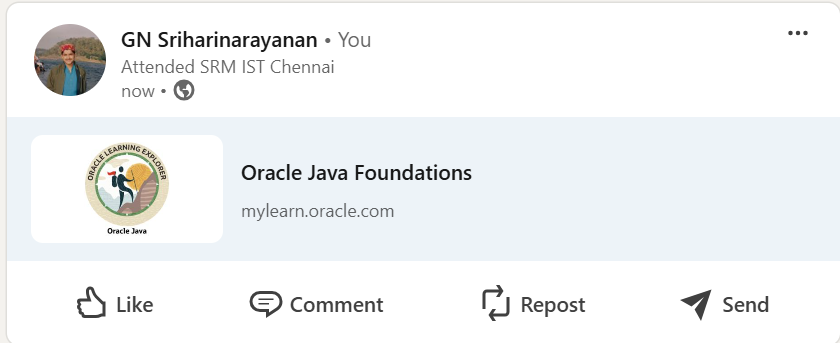 GN Sriharinarayanan • You
Attended SRM IST Chennai
now •
ORACLE LEARNING EXPLORER
Oracle Java
Oracle Java Foundations
mylearn.oracle.com
Like Comment Repost Send